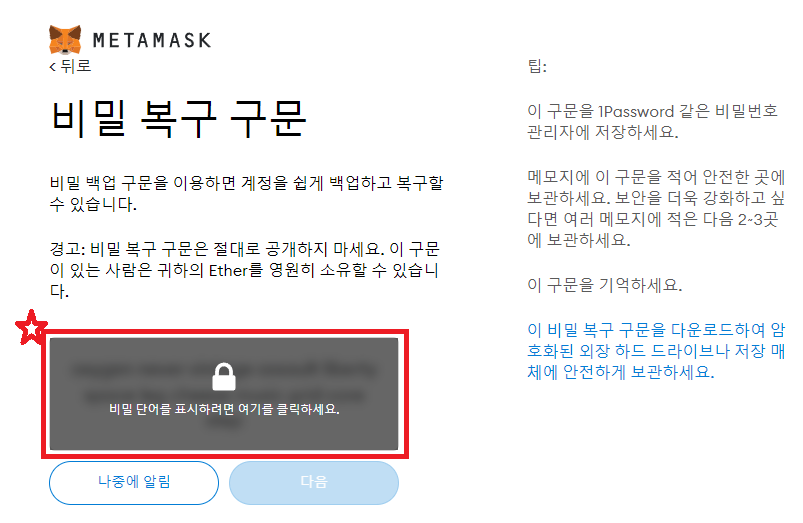 METAMASK
< 뒤로
비밀 복구 구문
비밀 백업 구문을 이용하면 계정을 쉽게 백업하고 복구할
수 있습니다.
경고: 비밀 복구 구문은 절대로 공개하지 마세요. 이 구문
이 있는 사람은 귀하의 Ether를 영원히 소유할 수 있습니
다.
비밀 단어를 표시하려면 여기를 클릭하세요.
나중에 알림
다음
팁:
이 구문을 1Password 같은 비밀번호
관리자에 저장하세요.
메모지에 이 구문을 적어 안전한 곳에
보관하세요. 보안을 더욱 강화하고 싶
다면 여러 메모지에 적은 다음 2~3곳
에 보관하세요.
이 구문을 기억하세요.
이 비밀 복구 구문을 다운로드하여 암
호화된 외장 하드 드라이브나 저장 매
체에 안전하게 보관하세요.